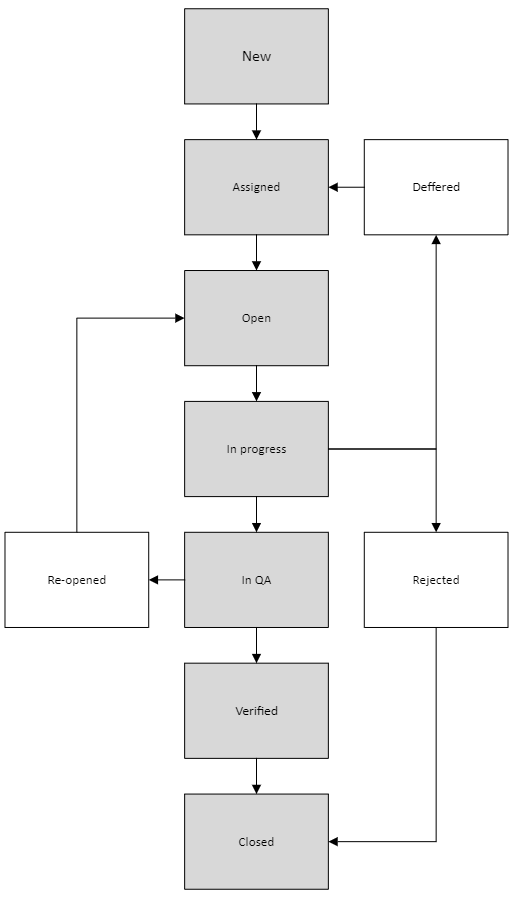 New
Assigned
Deffered
Open
In progress
Re-opened
In QA
Rejected
Verified
Closed